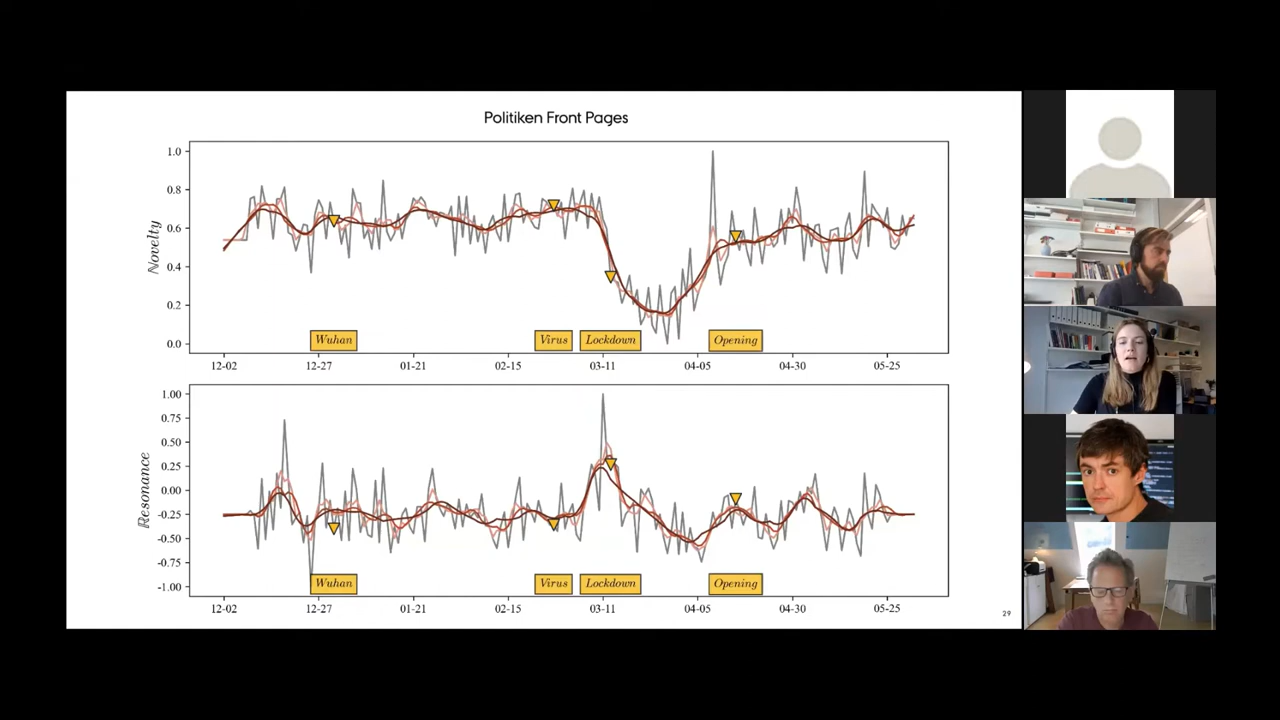 Politiken Front Pages
Novelty
1.0
0.8
0.6
0.4
0.2
0.0
Wuhan
Virus
Lockdown
Opening
12-02
12-27
01-21
02-15
03-11
04-05
04-30
05-25
Resonance
1.00
0.75
0.50
0.25
0.00
-0.25
-0.50
-0.75
-1.00
Wuhan
Virus
Lockdown
Opening
12-02
12-27
01-21
02-15
03-11
04-05
04-30
05-25
29